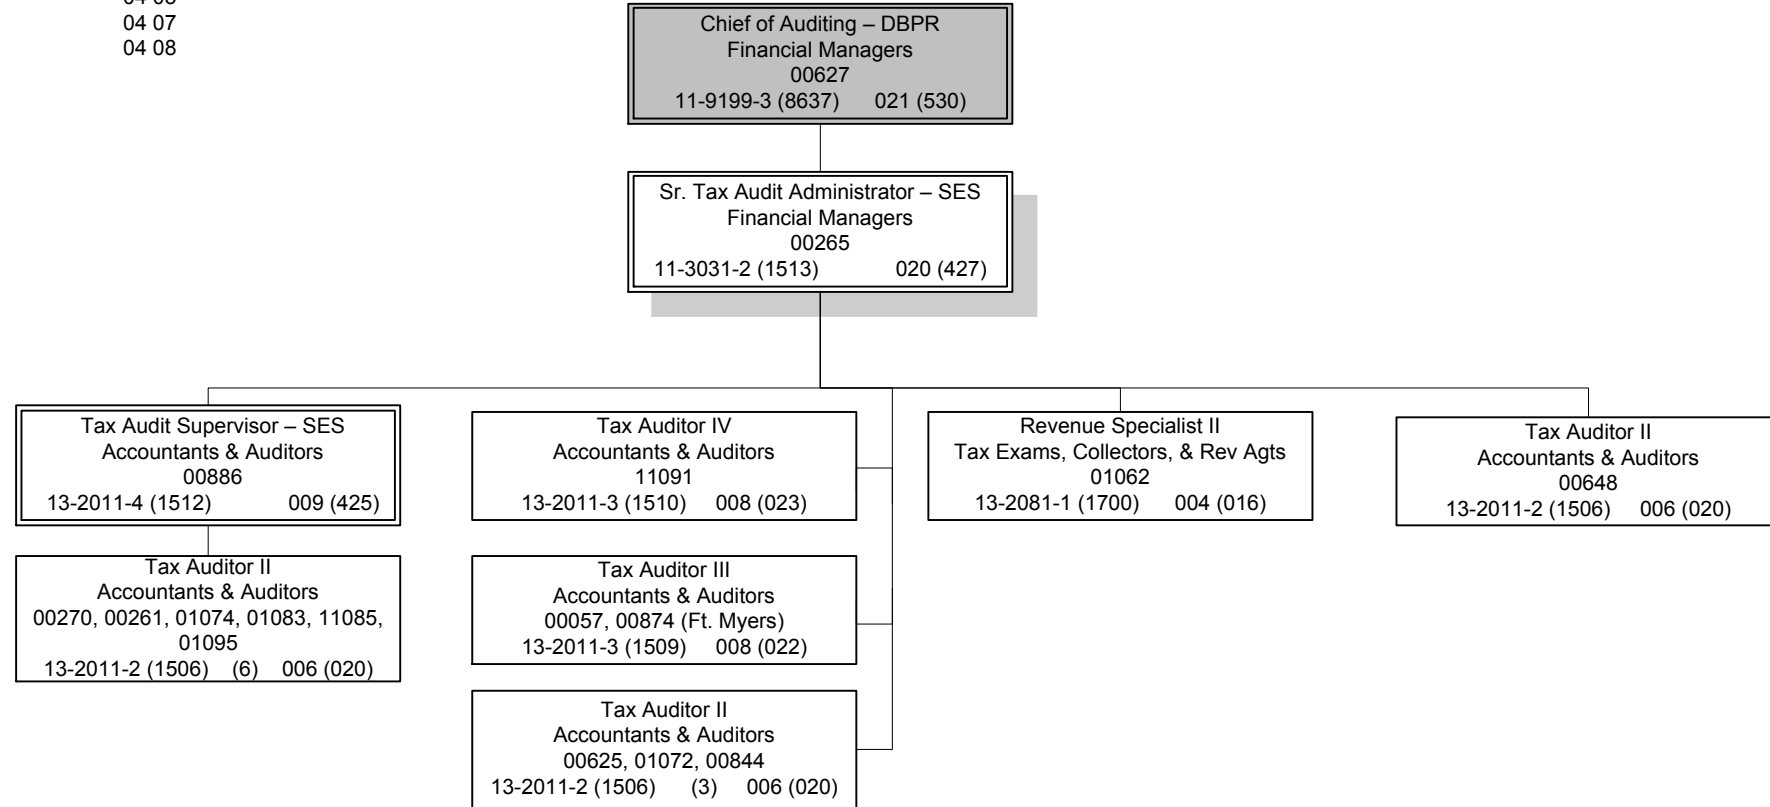 04 07
04 08
Chief of Auditing – DBPR
Financial Managers
00627
11-9199-3 (8637) 021 (530)
Sr. Tax Audit Administrator – SES
Financial Managers
00265
11-3031-2 (1513) 020 (427)
Tax Audit Supervisor – SES
Accountants & Auditors
00886
13-2011-4 (1512) 009 (425)
Tax Auditor II
Accountants & Auditors
00270, 00261, 01074, 01083, 11085,
01095
13-2011-2 (1506) (6) 006 (020)
Tax Auditor IV
Accountants & Auditors
11091
13-2011-3 (1510) 008 (023)
Tax Auditor III
Accountants & Auditors
00057, 00874 (Ft. Myers)
13-2011-3 (1509) 008 (022)
Tax Auditor II
Accountants & Auditors
00625, 01072, 00844
13-2011-2 (1506) (3) 006 (020)
Revenue Specialist II
Tax Exams, Collectors, & Rev Agts
01062
13-2081-1 (1700) 004 (016)
Tax Auditor II
Accountants & Auditors
00648
13-2011-2 (1506) 006 (020)